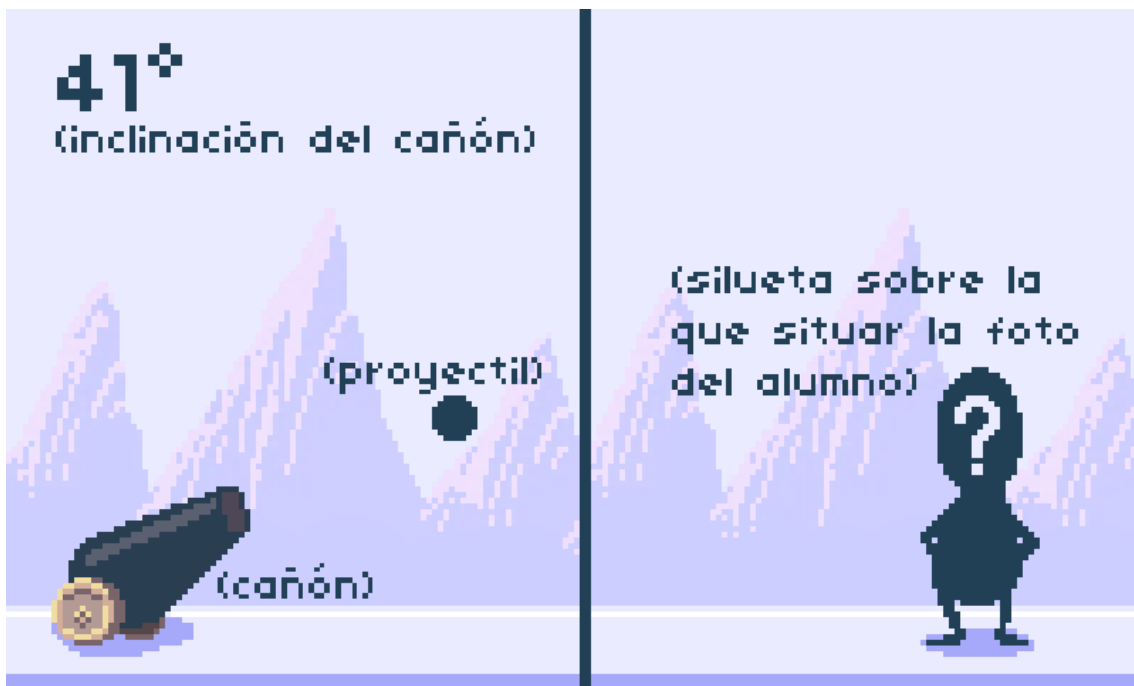 41°
(inclinación del cañón)
(proyectil)
(cañón)
(silueta sobre la
que situar la foto
del alumno)
?